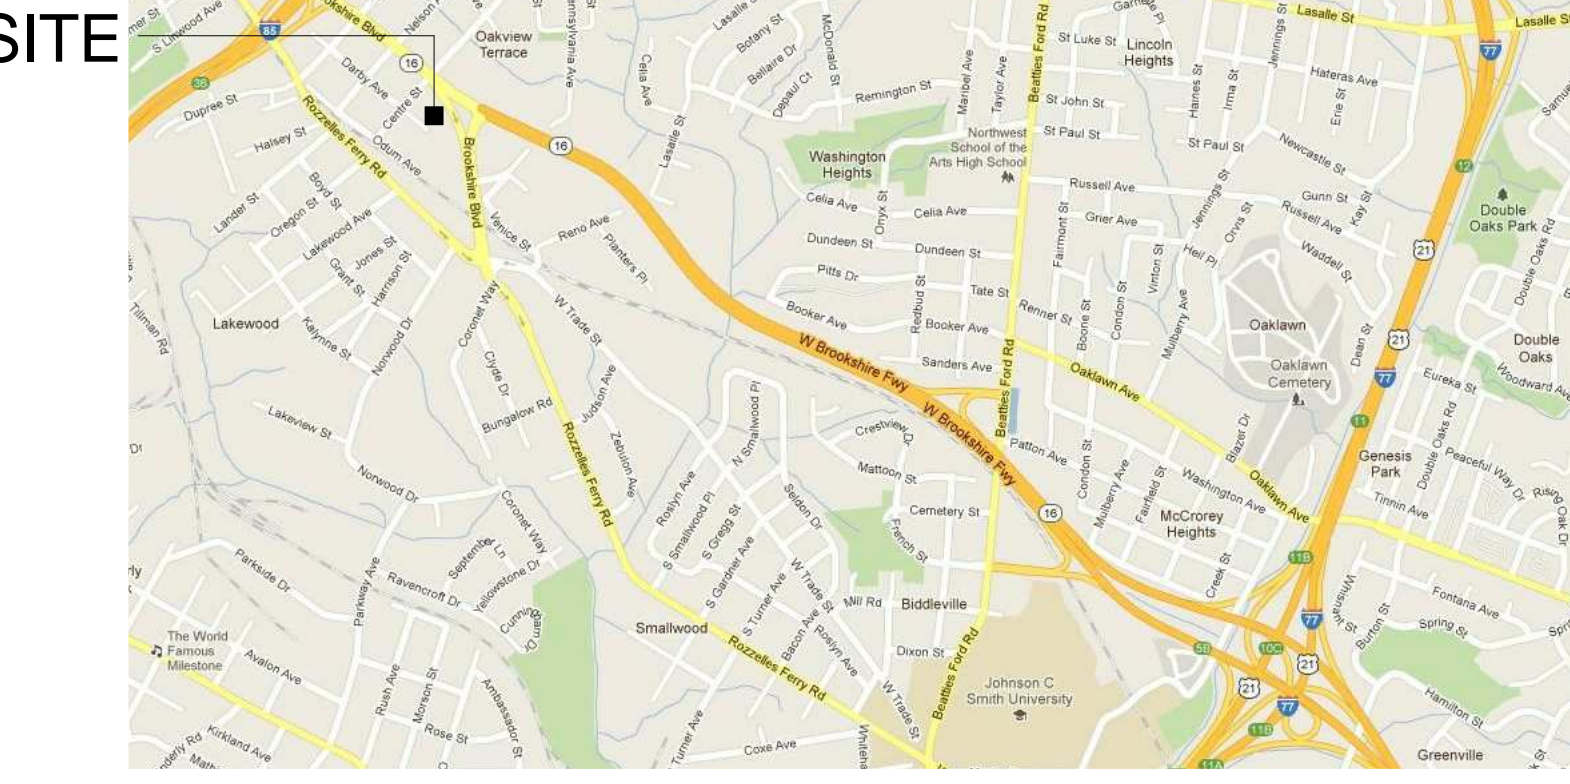 SITE
S Linwood Ave
85
16
38
Nelson
Oakview
Terrace
Celia Ave
Lasalle
Botany St
Bellaire Dr
Depaul Ct
McDonald St
Remington St
Maribel Ave
Taylor Ave
Beatties Ford Rd
St Luke St
Lincoln
Heights
Jennings St
Lasalle St
Lasalle St
77
Hateras Ave
Haines St
Irma St
Erie St
St John St
St Paul St
St Paul St
Newcastle St
12
Darby Ave
Centre St
Dupree St
Halsey St
Rozzelles Ferry Rd
Odum Ave
Brookshire Blvd
16
Lasalle St
Washington
Heights
Northwest
School of the
Arts High School
Russell Ave
Gunn St
Russell Ave
Kay St
Double
Oaks Park
Double Oaks Rd
Boyd St
Lander St
Oregon St
Lakewood Ave
Jones St
Grant St
Harrison St
Venice St
Reno Ave
Planters Pl
Celia Ave
Onyx St
Celia Ave
Dundeen St
Dundeen St
Fairmont St
Grier Ave
Jennings St
Orvis St
Heil Pl
Vinton St
Waddell St
21
Pitts Dr
Tate St
Redbud St
Rennet St
Booker Ave
Booker Ave
Boone St
Condon St
Mulberry Ave
Oaklawn
Dean St
21
Double
Oaks
Tillman Rd
Lakewood
Kalynne St
Norwood Dr
Coronet Way
Clyde Dr
W Trade St
W Brookshire Fwy
Sanders Ave
Beatties Ford Rd
Oaklawn Ave
Oaklawn
Cemetery
77
Eureka St
Woodward Ave
Judson Ave
Bungalow Rd
N Smallwood Pl
W Brookshire Fwy
Lakeview St
Crestview Dr
Patton Ave
Blazer Dr
11
Double Oaks Rd
Genesis
Park
Peaceful Way Dr
Dr
Zebulon Ave
Rozzelles Ferry Rd
Norwood Dr
Mattoon St
Condon St
Mulberry Ave
Fairfield St
Washington Ave
Oaklawn Ave
Tinnin Ave
Rising Oak Dr
Coronet Way
Roslyn Ave
S Smallwood Pl
S Gregg St
Seldon Dr
Cemetery St
French St
16
McCrorey
Heights
September Ln
Parkside Dr
Ravencroft Dr
Yellowstone Dr
Parkway Ave
S Gardner Ave
S Turner Ave
W Trade St
Mill Rd
Biddleville
Creek St
11B
Fontana Ave
Spring St
77
Smallwood
Bacon Ave
Roslyn Ave
Dixon St
Burton St
The World
Famous
Milestone
Avalon Ave
Rozzelles Ferry Rd
Beatties Ford Rd
5B
10C
21
Rush Ave
Morson St
Ambassador St
Johnson C
Smith University
21
77
Hamilton St
W Trade St
Kirkland Ave
Rose St
Turner Ave
Coxe Ave
11B
11A
Greenville